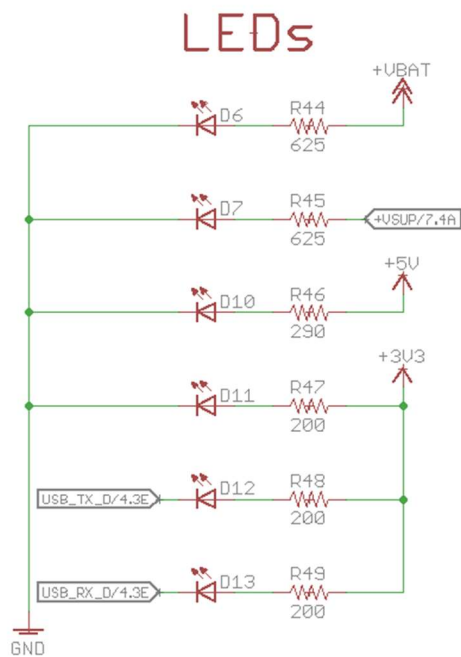 LEDs
+VBAT
D6
R44
625
D7
R45
625
+VSUP/7.4A
+5V
D10
R46
290
+3V3
D11
R47
200
USB_TX_D/4.3E
D12
R48
200
USB_RX_D/4.3E
D13
R49
200
GND